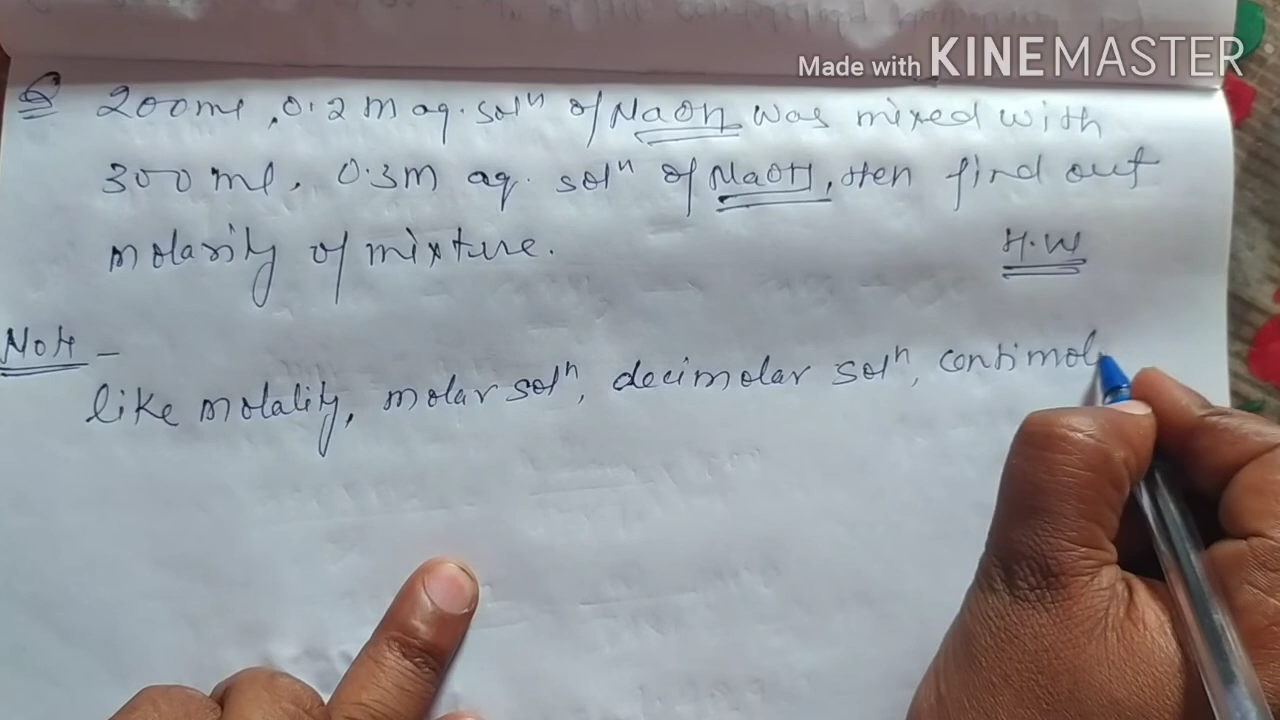 Made with KINEMASTER
Q 200ml, 0.2 M aq. solⁿ of NaOH was mixed with
300 ml, 0.3M aq. solⁿ of NaOH, then find out
molarity of mixture.
H.W
Note -
like molality, molar solⁿ, decimolar solⁿ, centimol